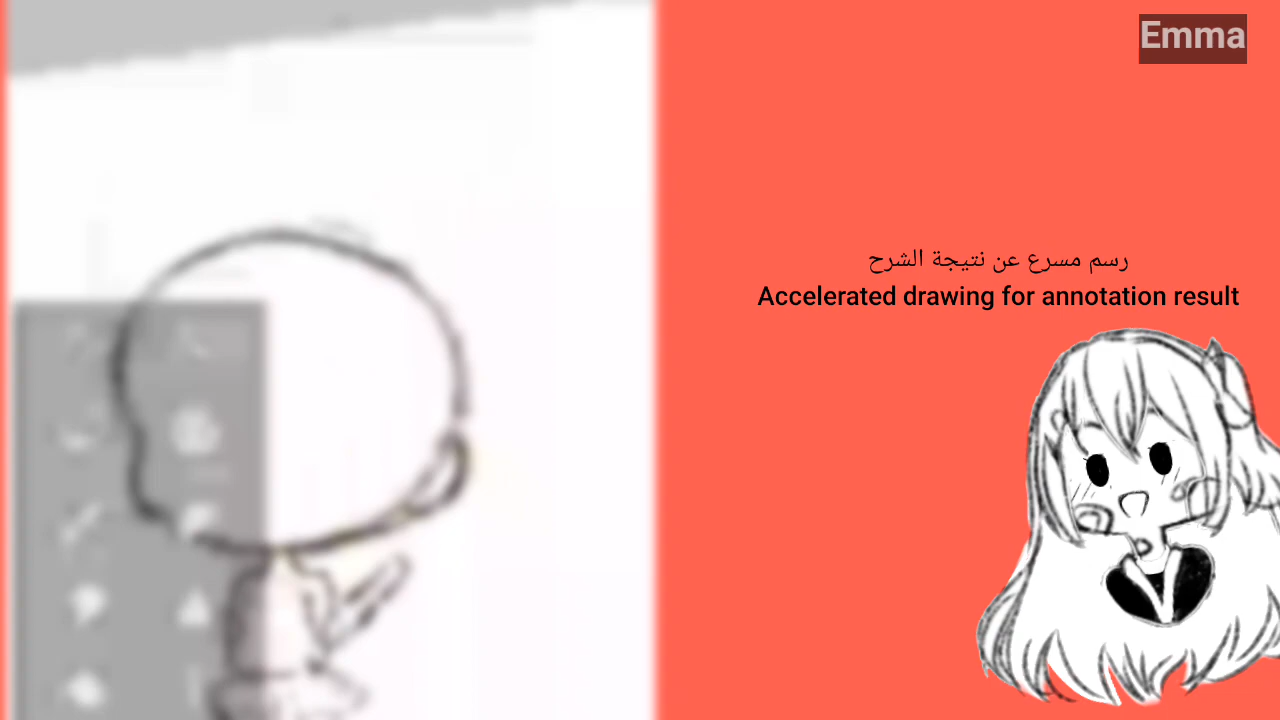 Emma
رسم مسرع عن نتيجة الشرح
Accelerated drawing for annotation result